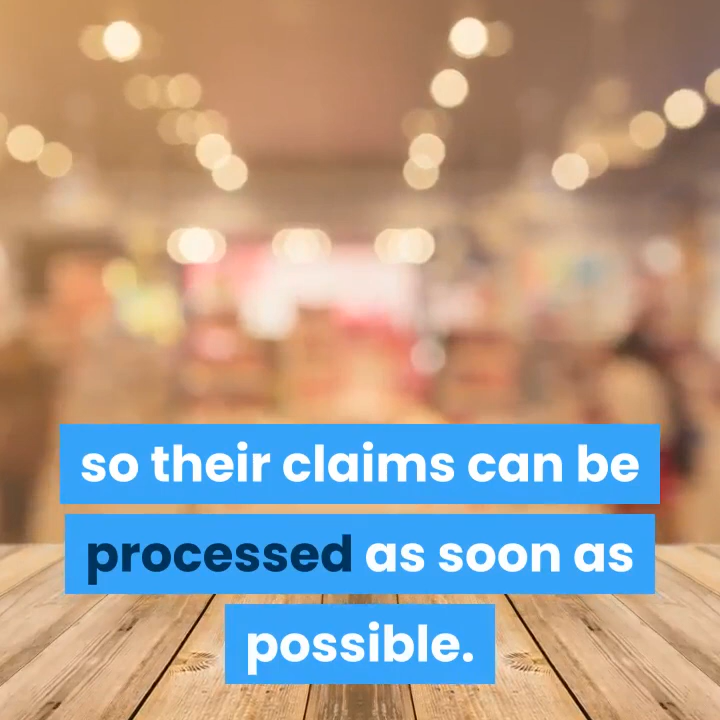 so their claims can be
processed as soon as
possible.